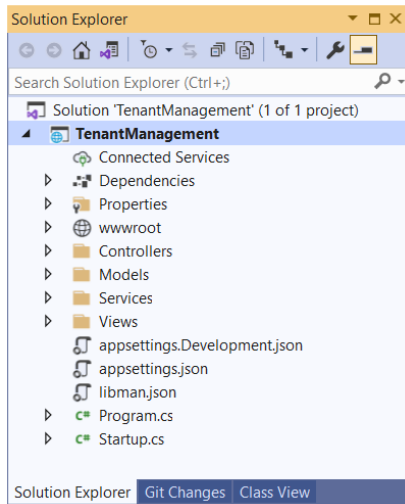 Solution Explorer
Search Solution Explorer (Ctrl+;)
Solution 'TenantManagement' (1 of 1 project)
TenantManagement
Connected Services
Dependencies
Properties
wwwroot
Controllers
Models
Services
Views
appsettings.Development.json
appsettings.json
libman.json
C# Program.cs
C# Startup.cs
Solution Explorer Git Changes Class View